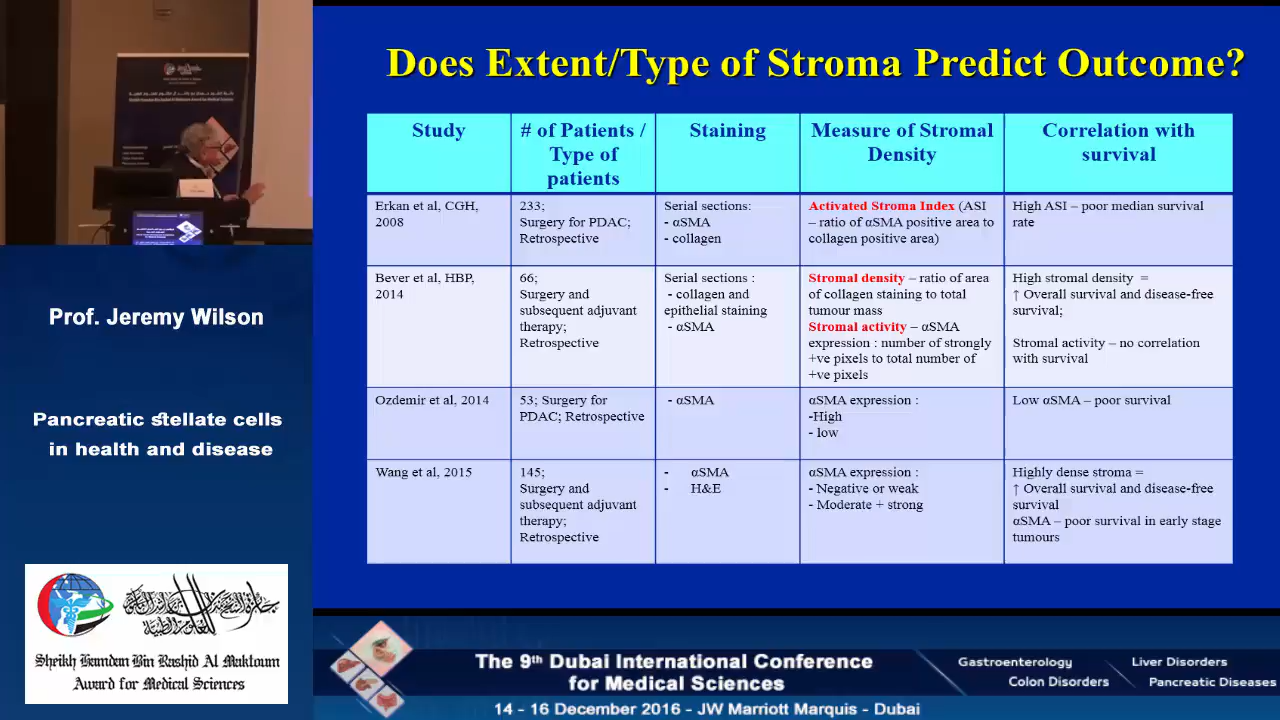 Does Extent/Type of Stroma Predict Outcome?
Study
# of Patients /
Type of
patients
Staining
Measure of Stromal
Density
Correlation with
survival
Erkan et al, CGH,
2008
233;
Surgery for PDAC;
Retrospective
Serial sections:
- αSMA
- collagen
Activated Stroma Index (ASI
– ratio of αSMA positive area to
collagen positive area)
High ASI – poor median survival
rate
Bever et al, HBP,
2014
66;
Surgery and
subsequent adjuvant
therapy;
Retrospective
Serial sections :
- collagen and
epithelial staining
- αSMA
Stromal density – ratio of area
of collagen staining to total
tumour mass
Stromal activity – αSMA
expression : number of strongly
+ve pixels to total number of
+ve pixels
High stromal density =
↑ Overall survival and disease-free
survival;
Stromal activity – no correlation
with survival
Ozdemir et al, 2014
53; Surgery for
PDAC; Retrospective
- αSMA
αSMA expression :
-High
- low
Low αSMA – poor survival
Wang et al, 2015
145;
Surgery and
subsequent adjuvant
therapy;
Retrospective
- αSMA
- H&E
αSMA expression :
- Negative or weak
- Moderate + strong
Highly dense stroma =
↑ Overall survival and disease-free
survival
αSMA – poor survival in early stage
tumours
Prof. Jeremy Wilson
Pancreatic stellate cells
in health and disease
Sheikh Hamdan Bin Rashid Al Maktoum
Award for Medical Sciences
The 9th Dubai International Conference
for Medical Sciences
14 - 16 December 2016 - JW Marriott Marquis - Dubai
Gastroenterology
Liver Disorders
Colon Disorders
Pancreatic Diseases